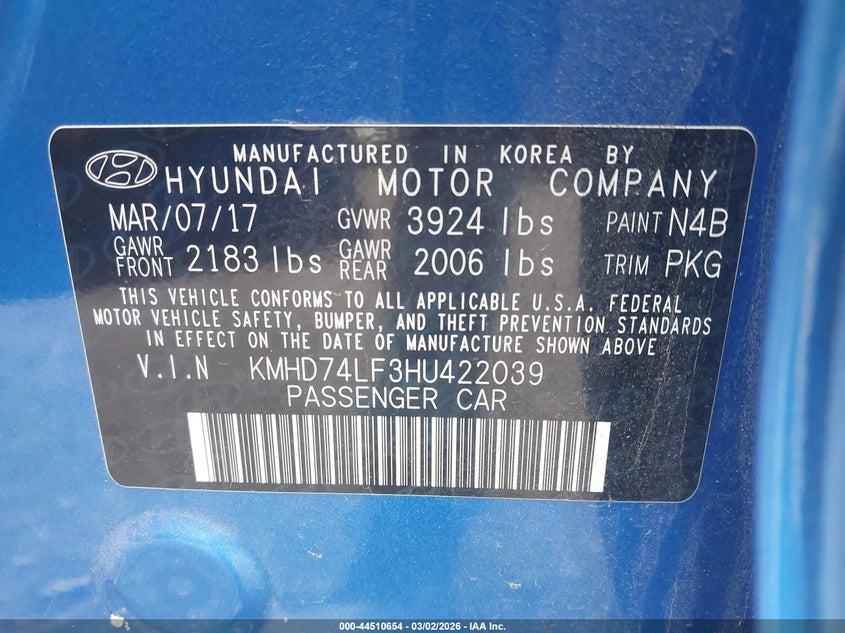 MANUFACTURED IN KOREA BY
HYUNDAI MOTOR COMPANY
MAR/07/17 GVWR 3924 lbs PAINT N4B
GAWR FRONT 2183 lbs GAWR REAR 2006 lbs TRIM PKG
THIS VEHICLE CONFORMS TO ALL APPLICABLE U.S.A. FEDERAL
MOTOR VEHICLE SAFETY, BUMPER, AND THEFT PREVENTION STANDARDS
IN EFFECT ON THE DATE OF MANUFACTURE SHOWN ABOVE
V.I.N KMHD74LF3HU422039
PASSENGER CAR
000-44510654 - 03/02/2026 - IAA Inc.